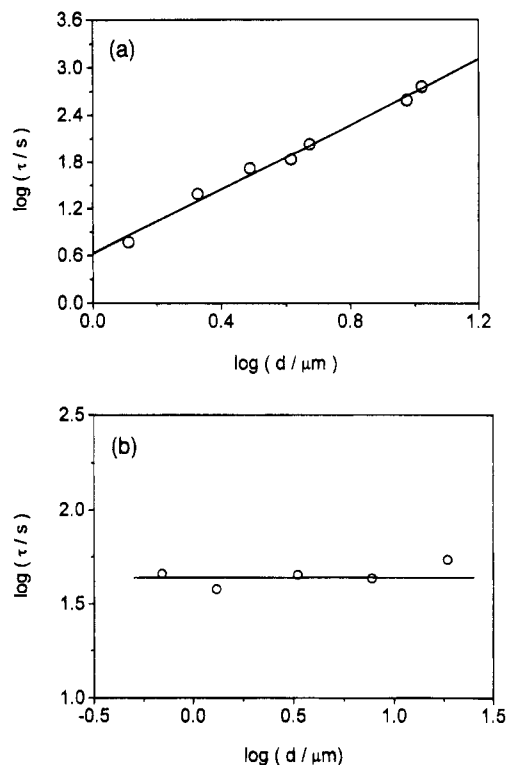 3.6
(a)
3.0
2.4
1.8
1.2
0.6
0.0
log ( τ / s )
0.0 0.4 0.8 1.2
log ( d / μm )
2.5
(b)
2.0
1.5
1.0
log ( τ / s )
-0.5 0.0 0.5 1.0 1.5
log ( d / μm)